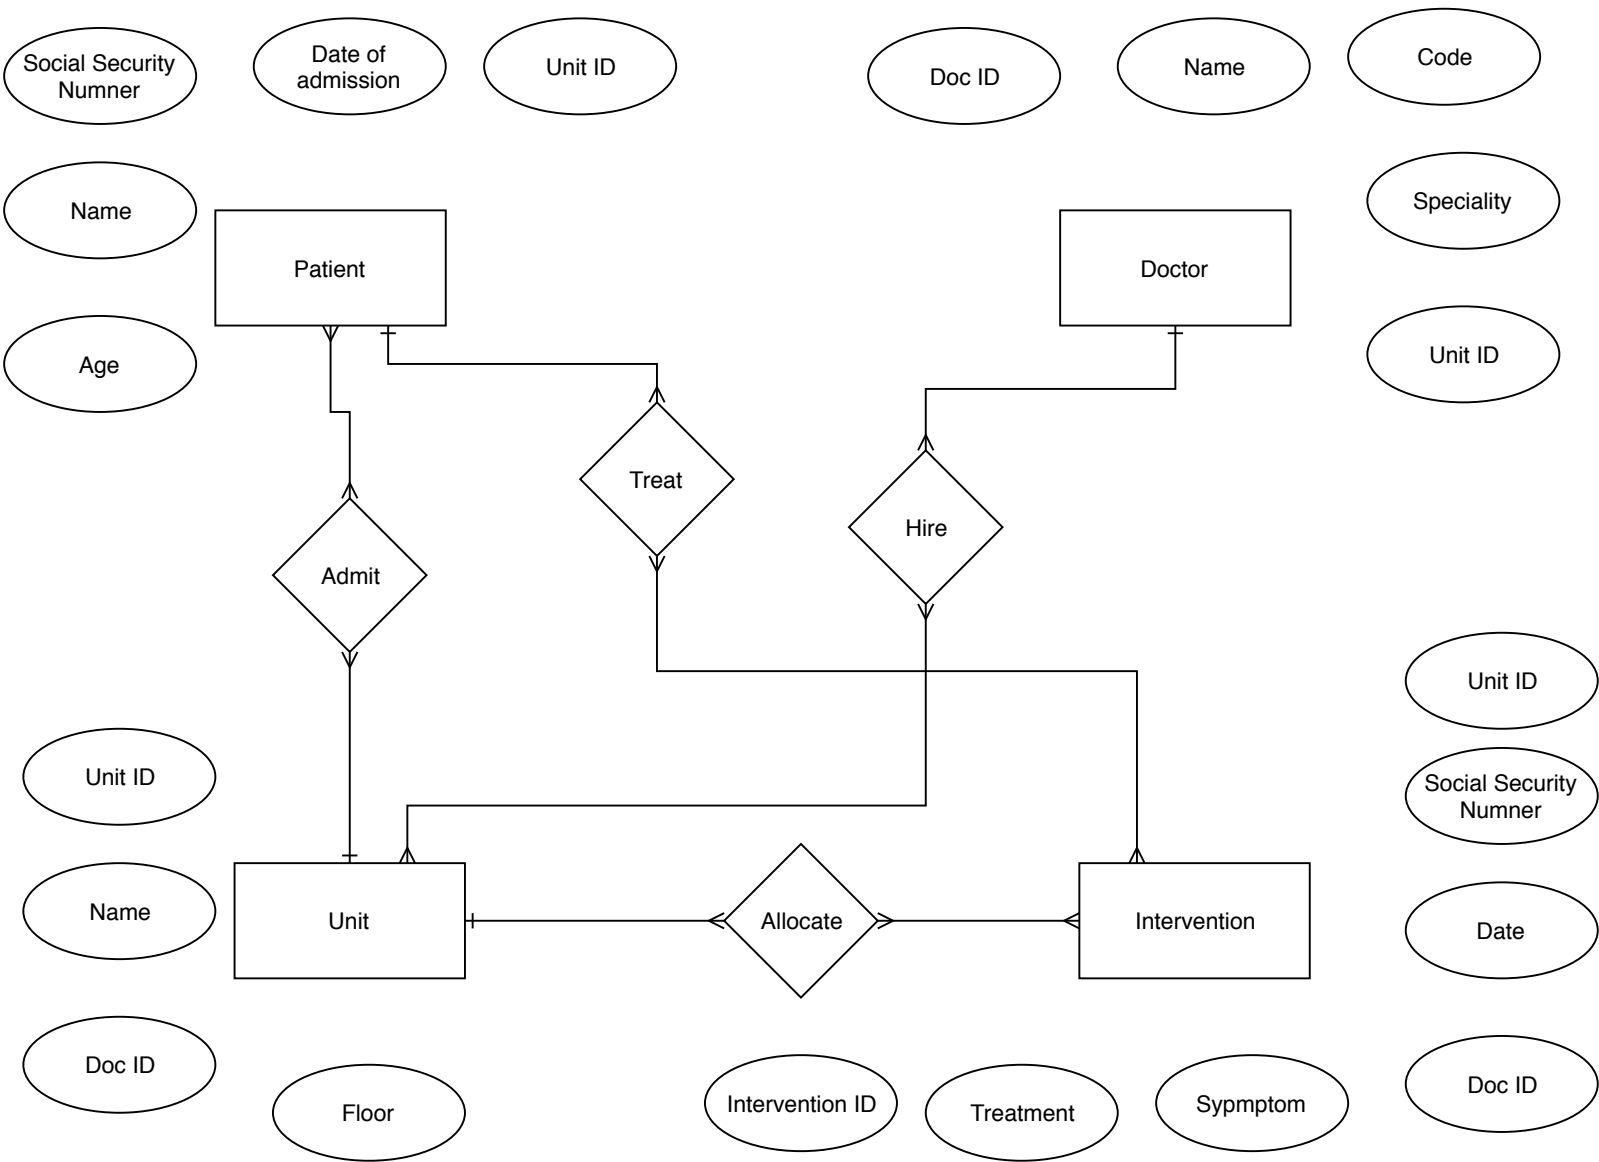 Social Security
Numner
Date of
admission
Unit ID
Doc ID
Name
Code
Name
Speciality
Patient
Doctor
Age
Unit ID
Treat
Hire
Admit
Unit ID
Unit ID
Social Security
Numner
Name
Unit
Allocate
Intervention
Date
Doc ID
Floor
Intervention ID
Treatment
Sypmptom
Doc ID